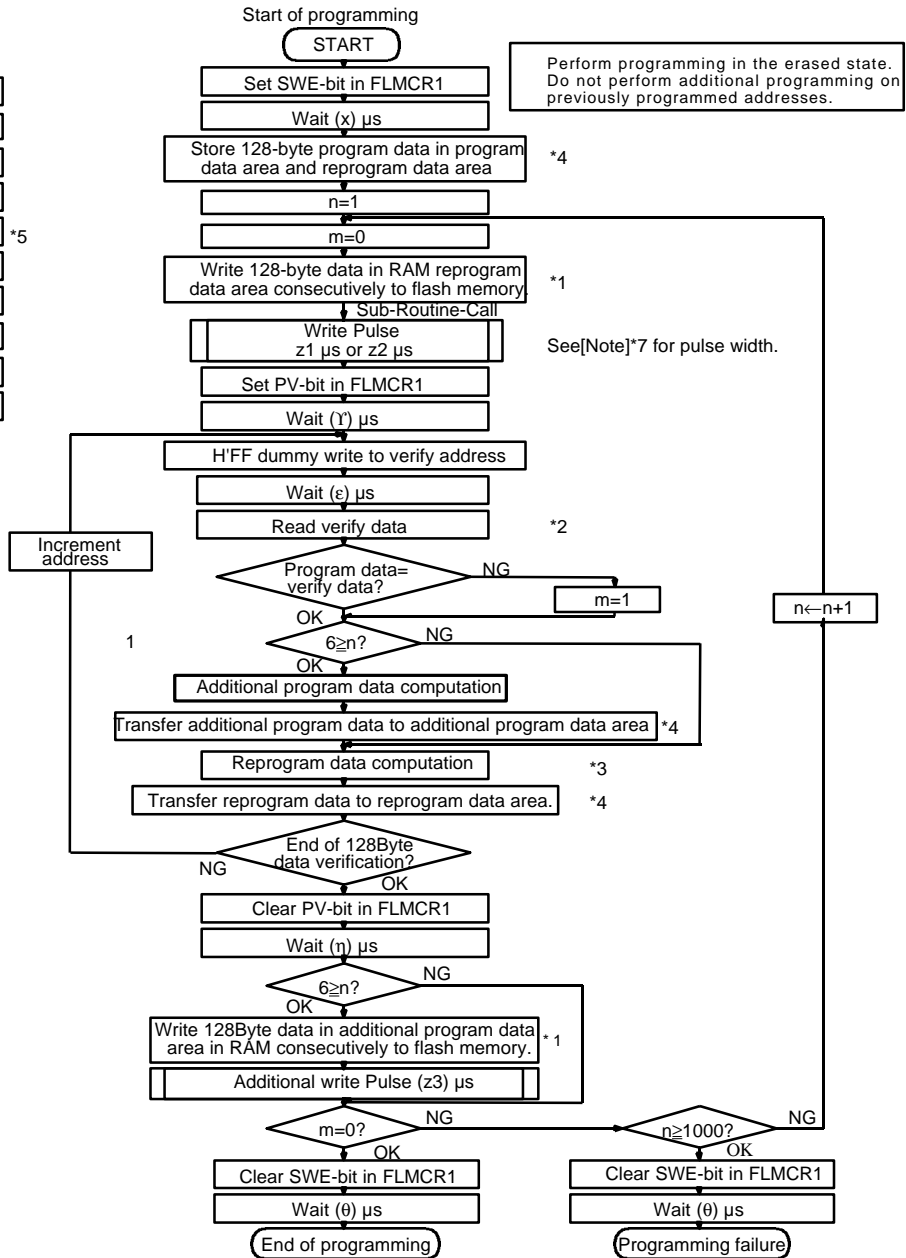 Start of programming
START
Perform programming in the erased state.
Do not perform additional programming on
previously programmed addresses.
Set SWE-bit in FLMCR1
Wait (x) µs
Store 128-byte program data in program
data area and reprogram data area
*4
n=1
*5
m=0
Write 128-byte data in RAM reprogram
data area consecutively to flash memory.
*1
Sub-Routine-Call
Write Pulse
z1 µs or z2 µs
See[Note]*7 for pulse width.
Set PV-bit in FLMCR1
Wait (ϒ) µs
H'FF dummy write to verify address
Wait (ε) µs
Read verify data
*2
Increment
address
Program data=
verify data?
NG
m=1
n←n+1
OK
6≧n?
NG
1
OK
Additional program data computation
Transfer additional program data to additional program data area
*4
Reprogram data computation
*3
Transfer reprogram data to reprogram data area.
*4
End of 128Byte
data verification?
NG
OK
Clear PV-bit in FLMCR1
Wait (η) µs
6≧n?
NG
OK
Write 128Byte data in additional program data
area in RAM consecutively to flash memory.
* 1
Additional write Pulse (z3) µs
m=0?
NG
n≧1000?
NG
OK
OK
Clear SWE-bit in FLMCR1
Clear SWE-bit in FLMCR1
Wait (θ) µs
Wait (θ) µs
End of programming
Programming failure